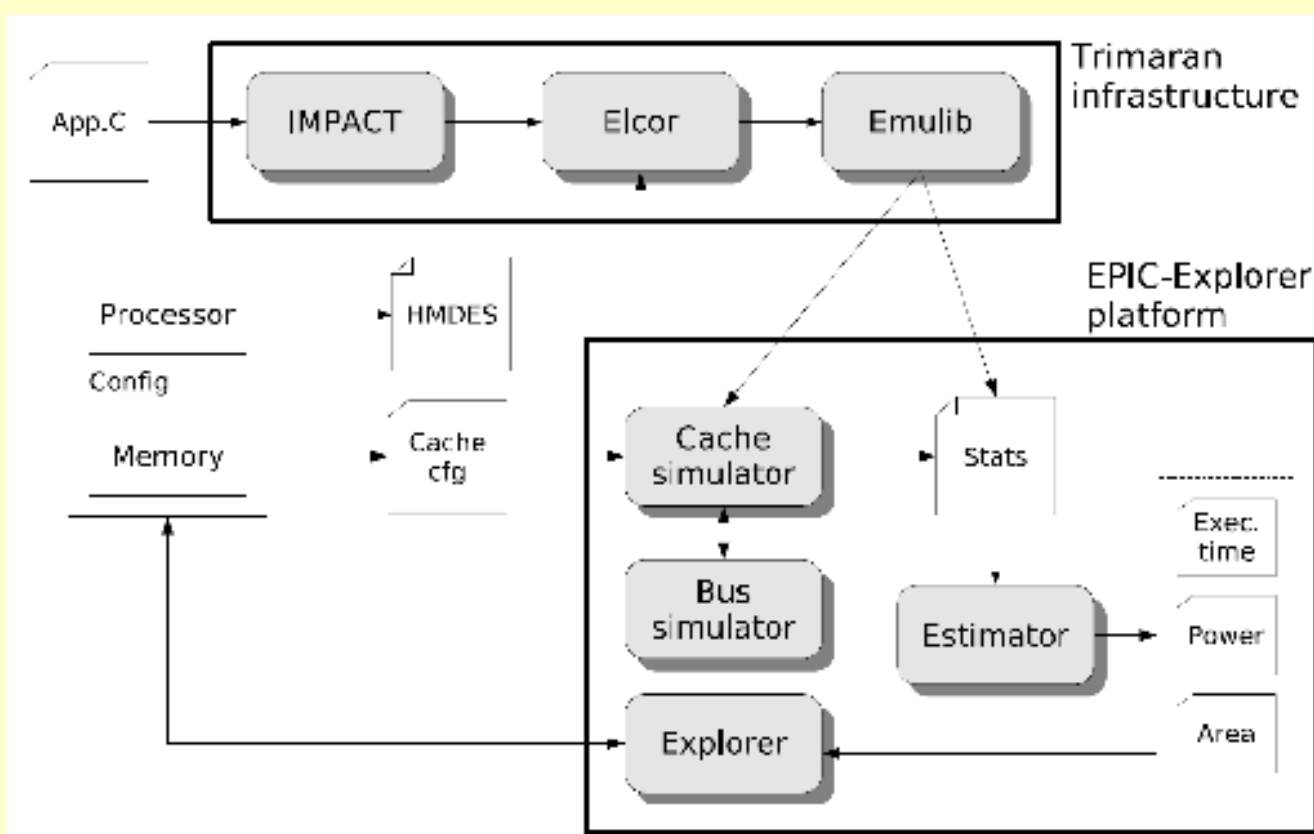 Trimaran
infrastructure
App.C
IMPACT
Elcor
Emulib
EPIC-Explorer
platform
Processor
HMDES
Config
Memory
Cache
cfg
Cache
simulator
Stats
Exec.
time
Bus
simulator
Estimator
Power
Explorer
Area